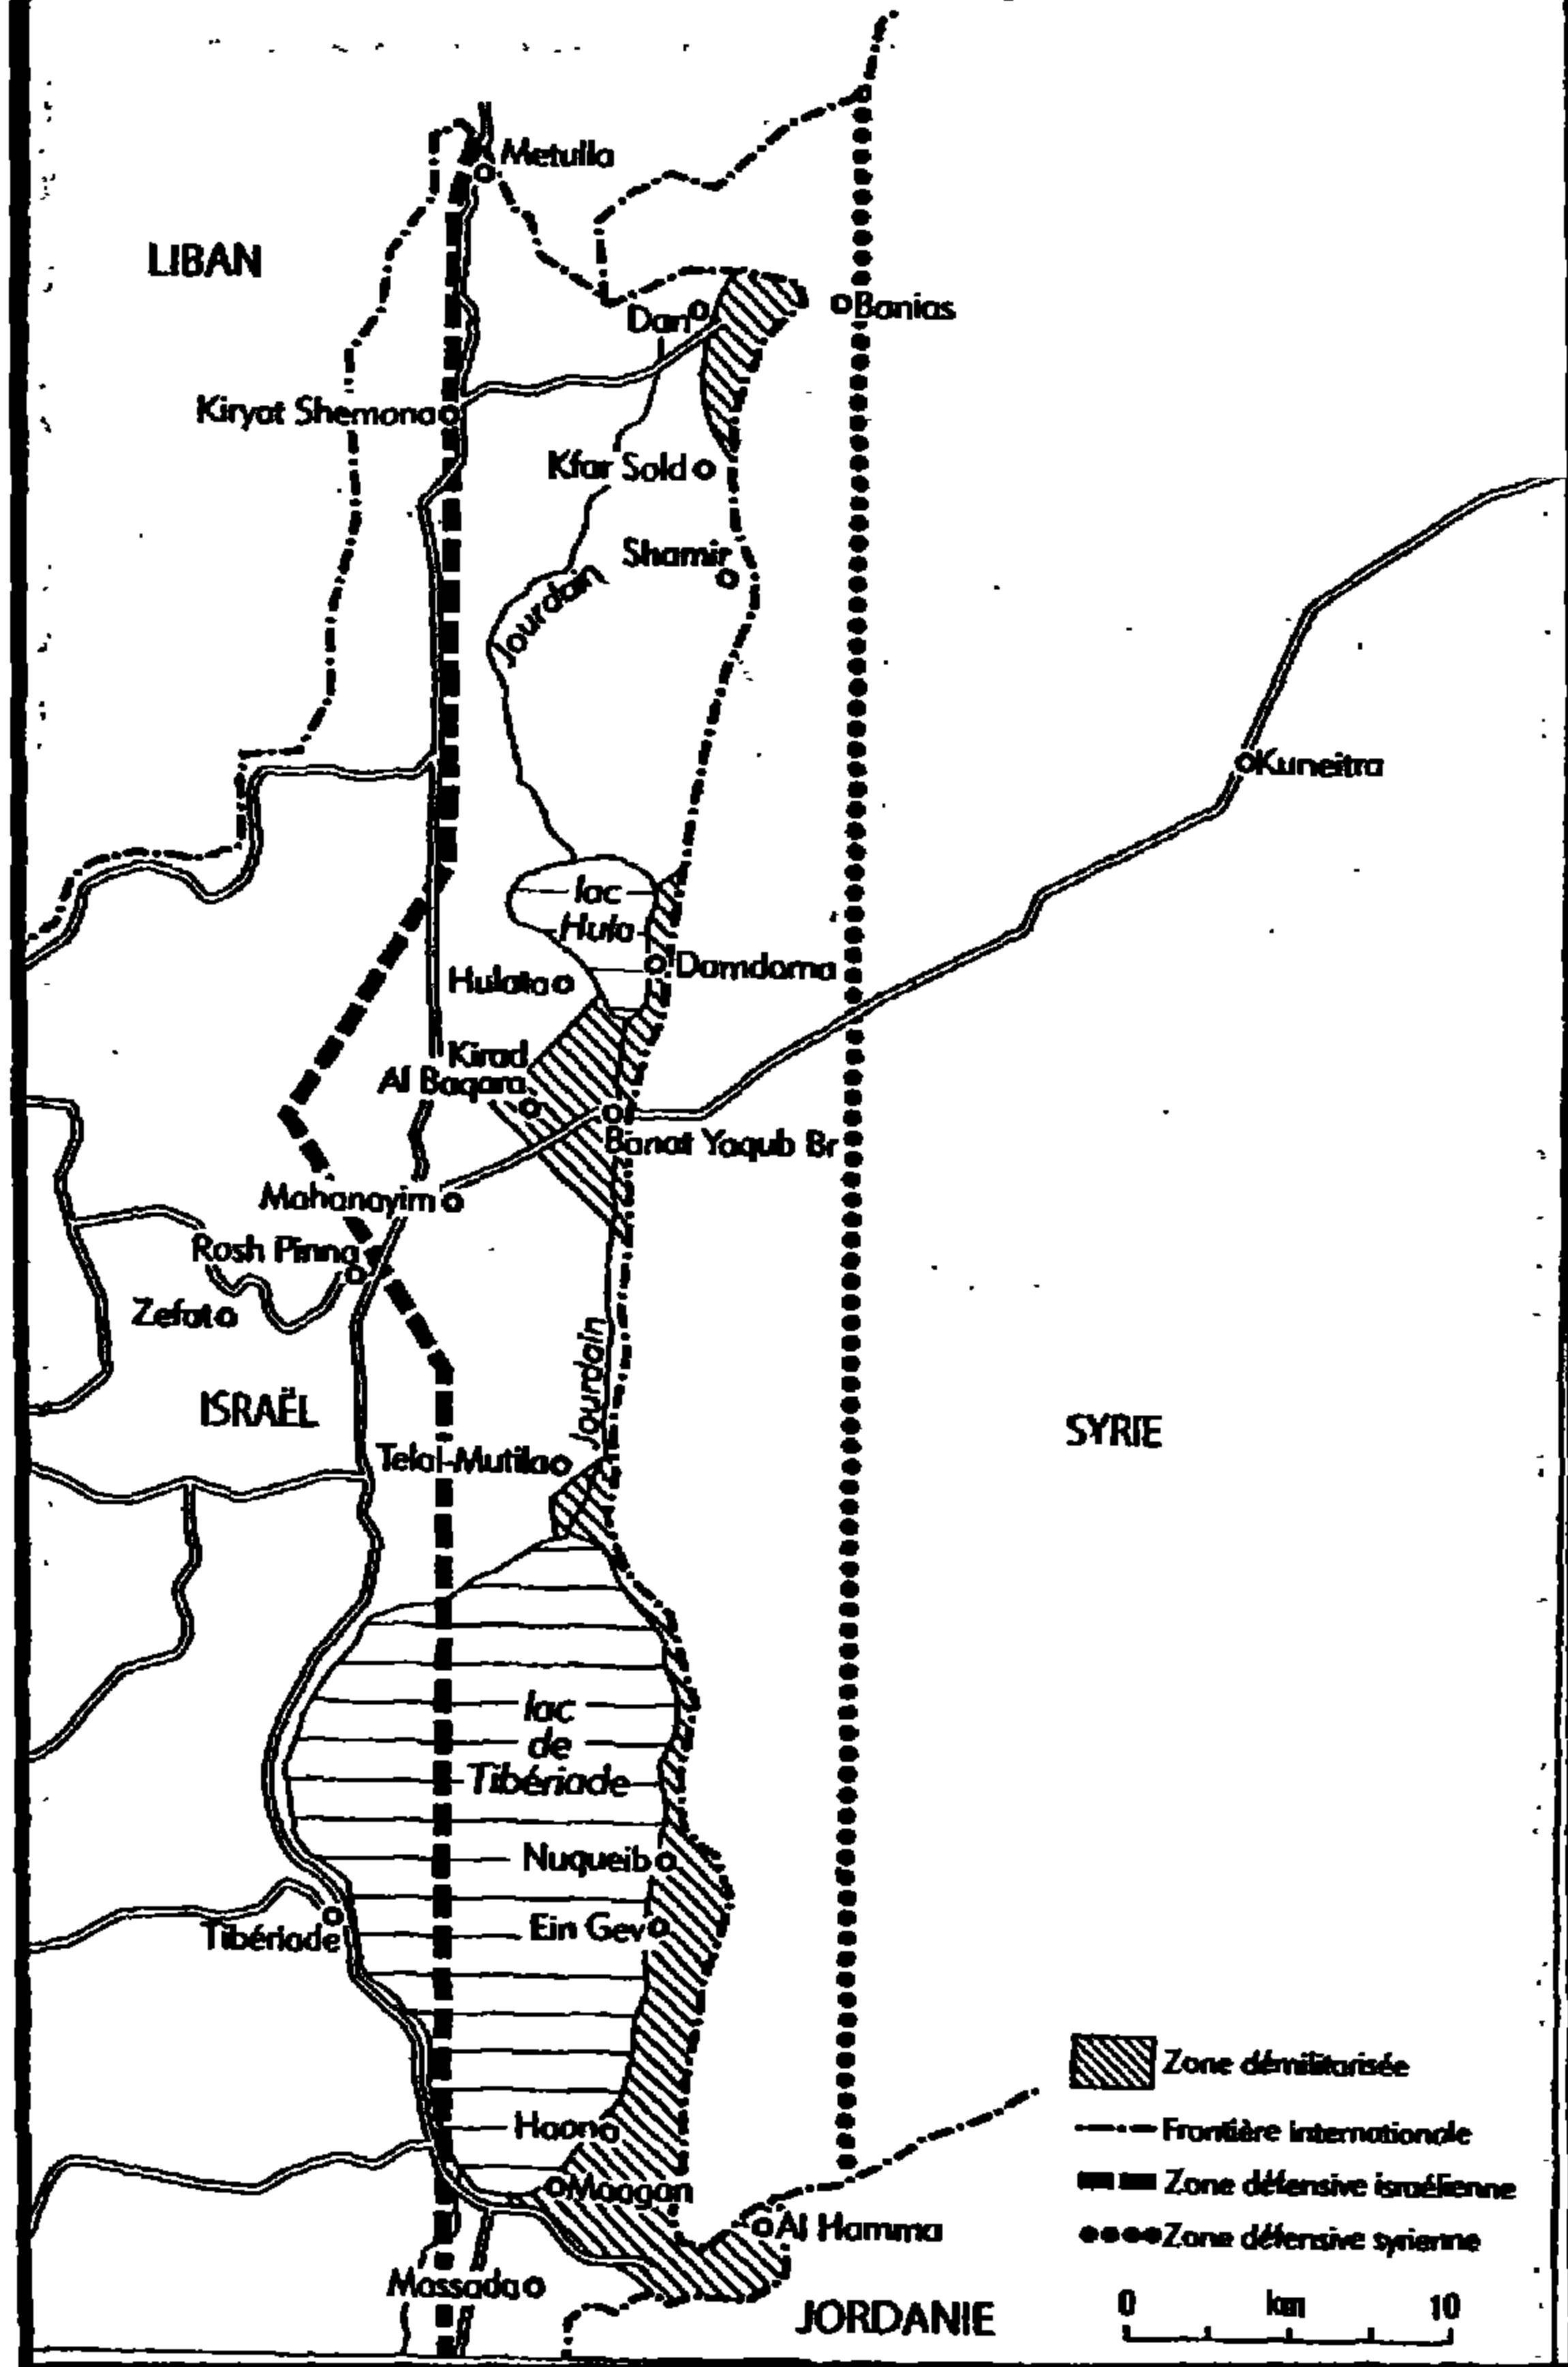 Metulla
LIBAN
Dan
Banias
Kiryat Shemona
Kfar Sold
Shamir
Jourdain
Kuneitra
lac
Hula
Damdama
Hulata
Kirad
Al Baqara
Banat Yaqub Br
Mahanayim
Rosh Pinna
Zefat
Jourdain
ISRAËL
SYRIE
Telal-Mutila
lac
de
Tibériade
Nuqueib
Ein Gev
Tibériade
Haon
Maagan
Al Hamma
Massada
JORDANIE
Zone démilitarisée
Frontière internationale
Zone défensive israélienne
Zone défensive syrienne
0 km 10